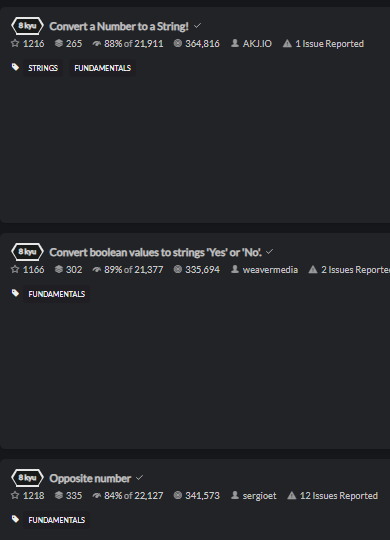 8 kyu Convert a Number to a String!
1216 265 88% of 21,911 364,816 AKJ.IO 1 Issue Reported
STRINGS FUNDAMENTALS
8 kyu Convert boolean values to strings 'Yes' or 'No'.
1166 302 89% of 21,377 335,694 weavermedia 2 Issues Reporte
FUNDAMENTALS
8 kyu Opposite number
1218 335 84% of 22,127 341,573 sergioet 12 Issues Reported
FUNDAMENTALS